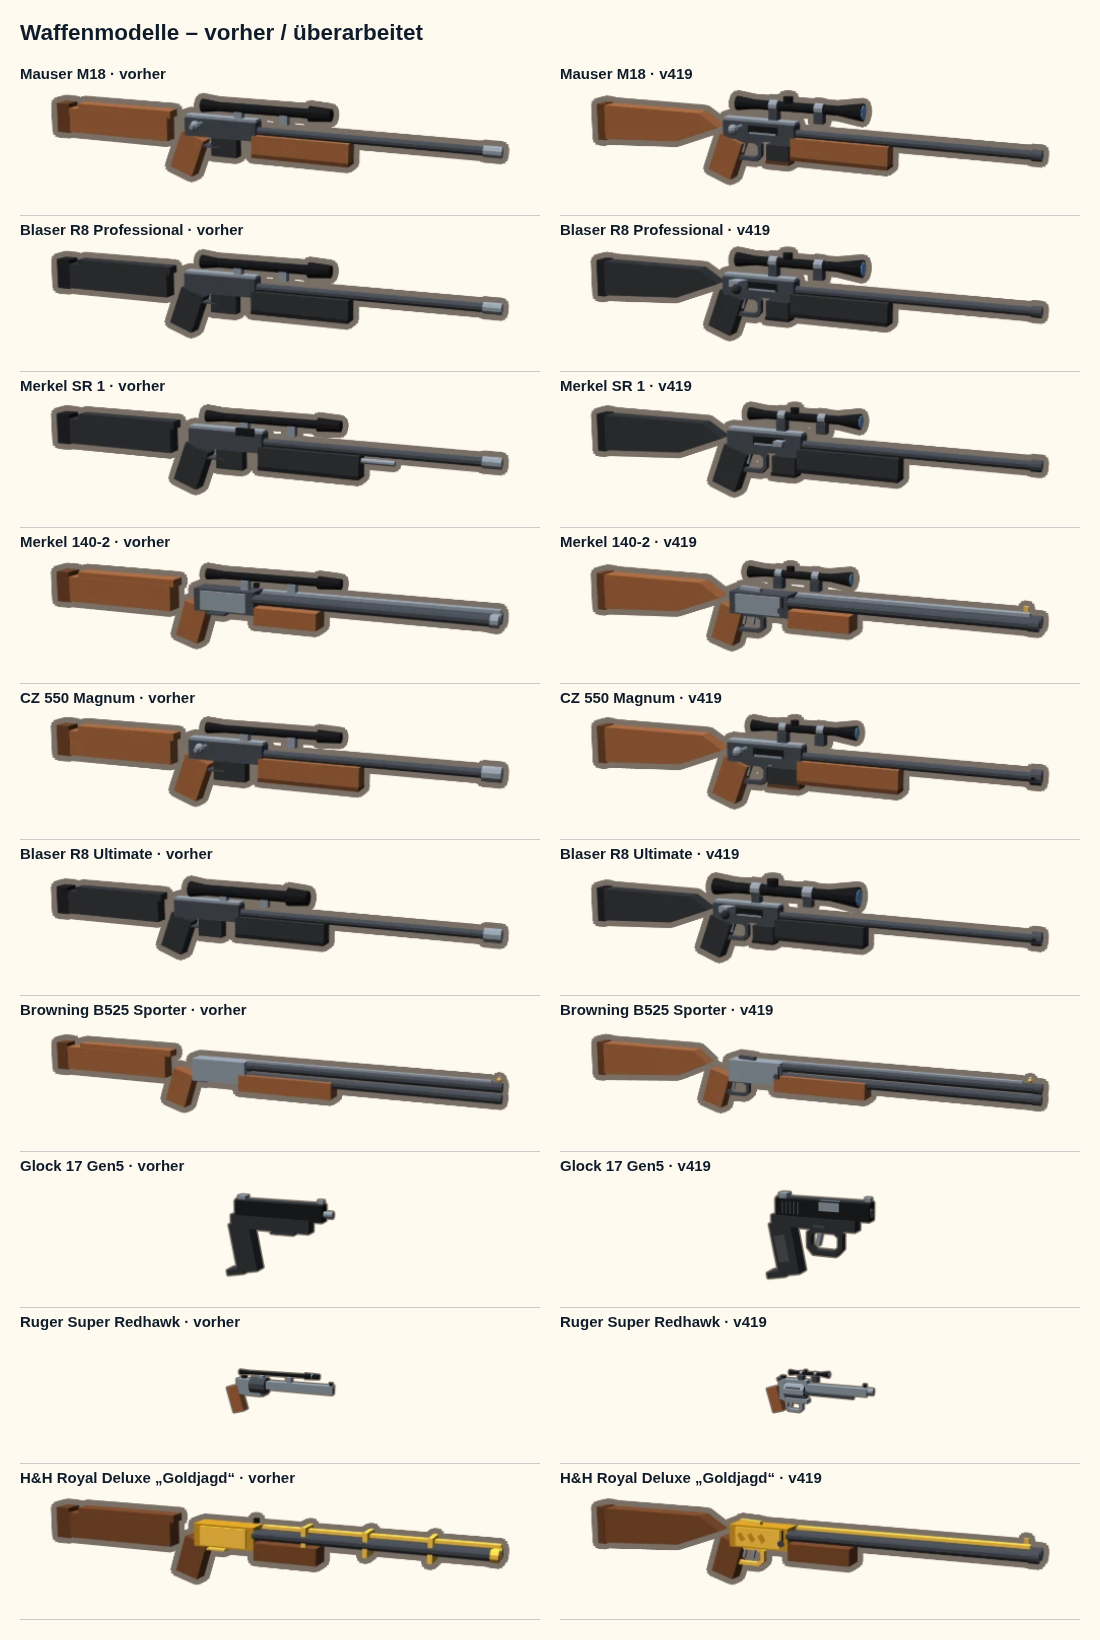 Waffenmodelle – vorher / überarbeitet
Mauser M18 · vorher
Mauser M18 · v419
Blaser R8 Professional · vorher
Blaser R8 Professional · v419
Merkel SR 1 · vorher
Merkel SR 1 · v419
Merkel 140-2 · vorher
Merkel 140-2 · v419
CZ 550 Magnum · vorher
CZ 550 Magnum · v419
Blaser R8 Ultimate · vorher
Blaser R8 Ultimate · v419
Browning B525 Sporter · vorher
Browning B525 Sporter · v419
Glock 17 Gen5 · vorher
Glock 17 Gen5 · v419
Ruger Super Redhawk · vorher
Ruger Super Redhawk · v419
H&H Royal Deluxe „Goldjagd“ · vorher
H&H Royal Deluxe „Goldjagd“ · v419